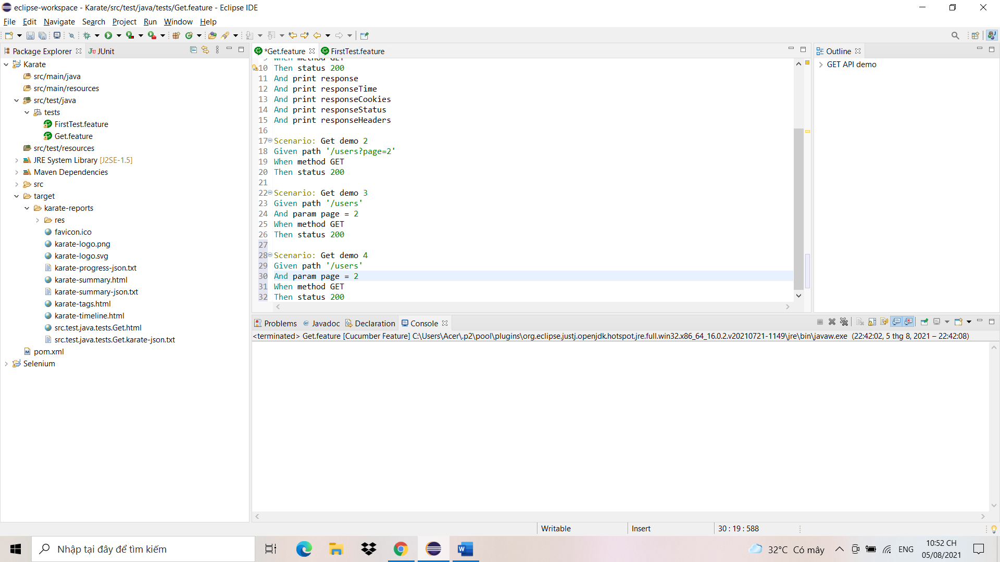 eclipse-workspace - Karate/src/test/java/tests/Get.feature - Eclipse IDE
File Edit Navigate Search Project Run Window Help
Package Explorer
JUnit
Karate
src/main/java
src/main/resources
src/test/java
tests
FirstTest.feature
Get.feature
src/test/resources
JRE System Library [J2SE-1.5]
Maven Dependencies
src
target
karate-reports
res
favicon.ico
karate-logo.png
karate-logo.svg
karate-progress-json.txt
karate-summary.html
karate-summary-json.txt
karate-tags.html
karate-timeline.html
src.test.java.tests.Get.html
src.test.java.tests.Get.karate-json.txt
pom.xml
Selenium
*Get.feature
FirstTest.feature
9 When method GET
10 Then status 200
11 And print response
12 And print responseTime
13 And print responseCookies
14 And print responseStatus
15 And print responseHeaders
16
17 Scenario: Get demo 2
18 Given path '/users?page=2'
19 When method GET
20 Then status 200
21
22 Scenario: Get demo 3
23 Given path '/users'
24 And param page = 2
25 When method GET
26 Then status 200
27
28 Scenario: Get demo 4
29 Given path '/users'
30 And param page = 2
31 When method GET
32 Then status 200
Outline
GET API demo
Problems @ Javadoc Declaration Console
<terminated> Get.feature [Cucumber Feature] C:\Users\Acer\.p2\pool\plugins\org.eclipse.justj.openjdk.hotspot.jre.full.win32.x86_64_16.0.2.v20210721-1149\jre\bin\javaw.exe (22:42:02, 5 thg 8, 2021 – 22:42:08)
Writable
Insert
30 : 19 : 588
Nhập tại đây để tìm kiếm
32°C Có mây
ENG
10:52 CH
05/08/2021